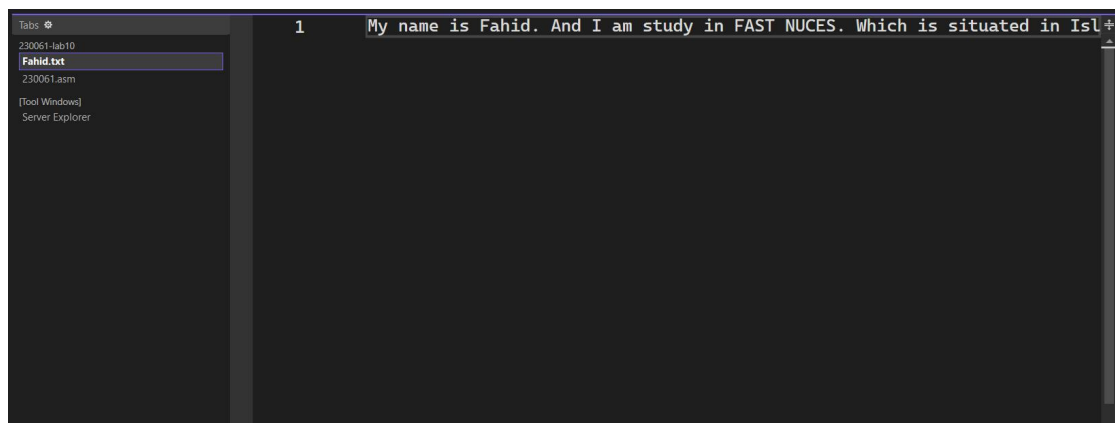 Tabs
230061-lab10
Fahid.txt
230061.asm
[Tool Windows]
Server Explorer
1 My name is Fahid. And I am study in FAST NUCES. Which is situated in Isl